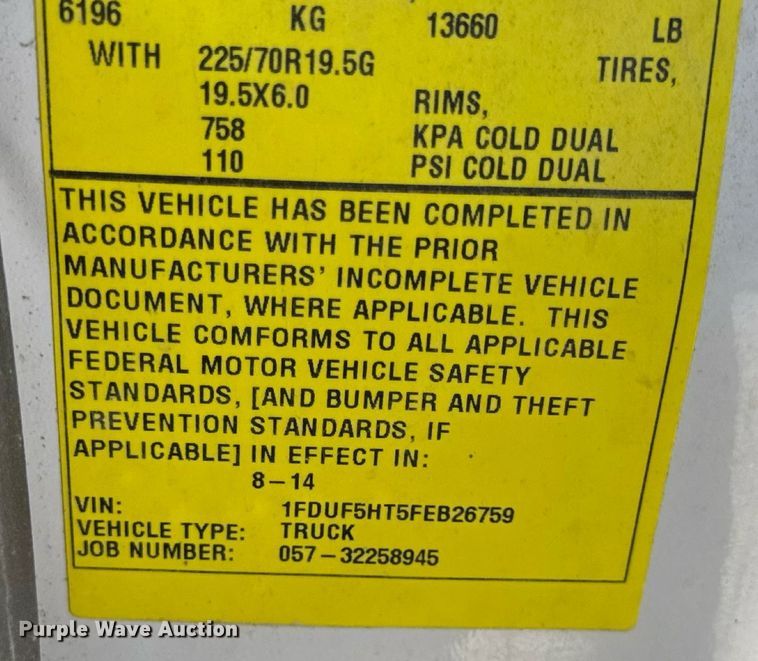 6196 KG 13660 LB
WITH 225/70R19.5G TIRES,
19.5X6.0 RIMS,
758 KPA COLD DUAL
110 PSI COLD DUAL
THIS VEHICLE HAS BEEN COMPLETED IN
ACCORDANCE WITH THE PRIOR
MANUFACTURERS' INCOMPLETE VEHICLE
DOCUMENT, WHERE APPLICABLE. THIS
VEHICLE COMFORMS TO ALL APPLICABLE
FEDERAL MOTOR VEHICLE SAFETY
STANDARDS, [AND BUMPER AND THEFT
PREVENTION STANDARDS, IF
APPLICABLE] IN EFFECT IN:
8-14
VIN: 1FDUF5HT5FEB26759
VEHICLE TYPE: TRUCK
JOB NUMBER: 057-32258945
Purple Wave Auction